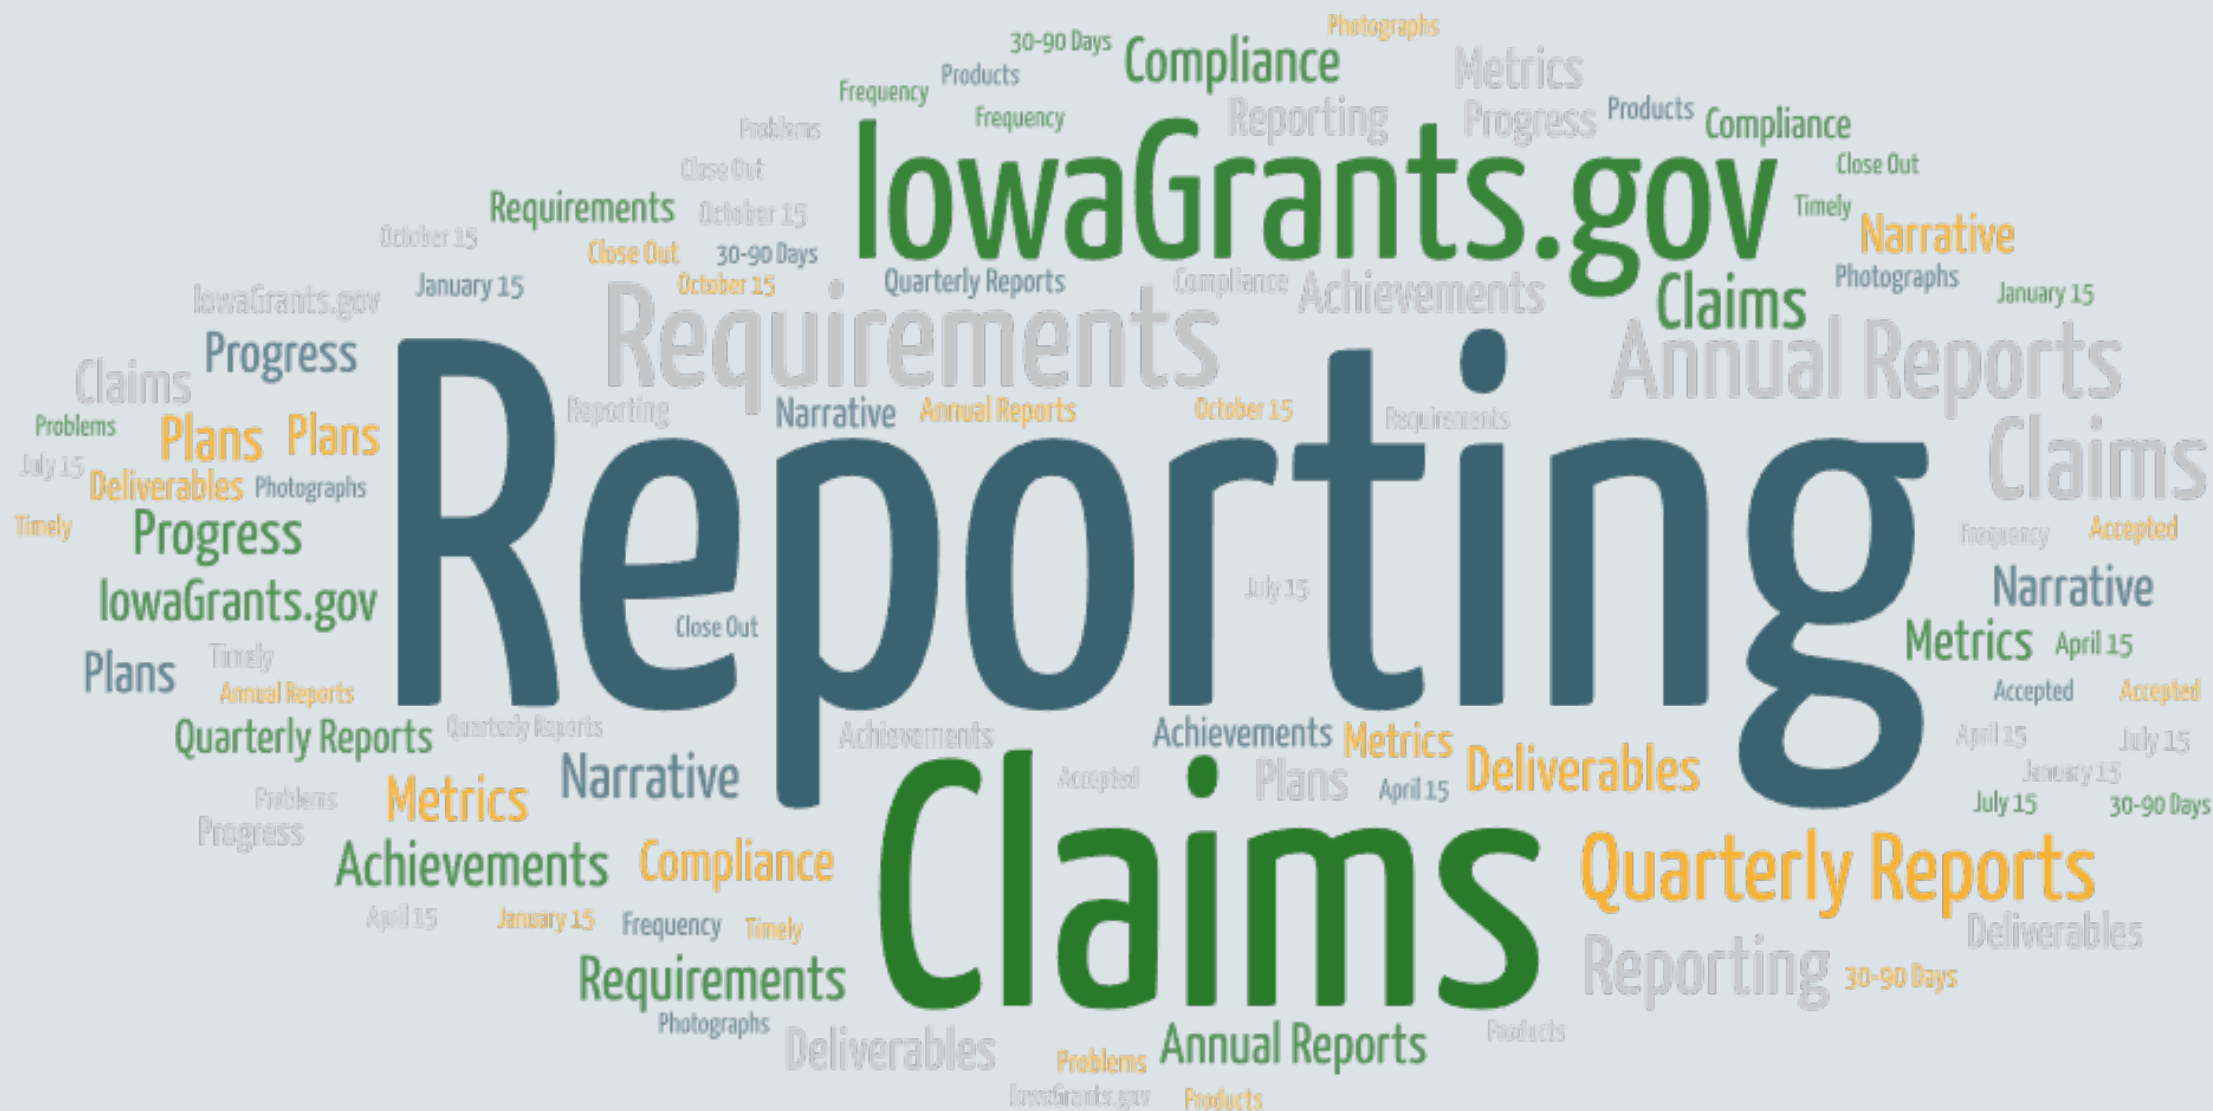 Photographs
30-90 Days
Compliance
Metrics
Products
Frequency
Frequency
Reporting
Progress
Products
Compliance
Problems
IowaGrants.gov
Close Out
Close Out
Requirements
October 15
Timely
Narrative
October 15
Close Out
30-90 Days
January 15
October 15
Quarterly Reports
Compliance
Achievements
Claims
Photographs
January 15
IowaGrants.gov
Requirements
Progress
Annual Reports
Claims
Reporting
Narrative
Annual Reports
October 15
Requirements
Problems
Plans
Plans
Claims
July 15
Deliverables
Photographs
Reporting
Timely
Progress
Frequency
Accepted
July 15
Narrative
IowaGrants.gov
Close Out
Metrics
April 15
Timely
Plans
Annual Reports
Accepted
Accepted
Quarterly Reports
Quarterly Reports
Achievements
Achievements
Metrics
April 15
July 15
Narrative
Accepted
Plans
April 15
Deliverables
January 15
Problems
Metrics
July 15
30-90 Days
Progress
Claims
Achievements
Compliance
Quarterly Reports
April 15
January 15
Frequency
Timely
Deliverables
Requirements
Reporting
30-90 Days
Photographs
Deliverables
Annual Reports
Products
Problems
IowaGrants.gov
Products